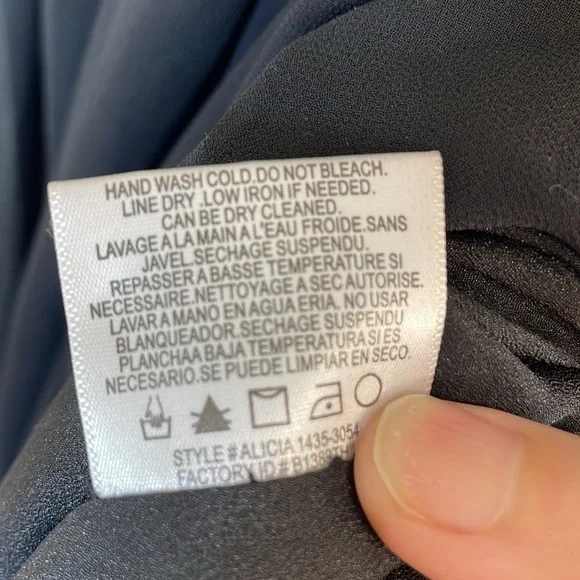 HAND WASH COLD.DO NOT BLEACH.
LINE DRY .LOW IRON IF NEEDED.
CAN BE DRY CLEANED.
LAVAGE A LA MAIN A L'EAU FROIDE.SANS
JAVEL.SECHAGE SUSPENDU.
REPASSER A BASSE TEMPERATURE SI
NECESSAIRE.NETTOYAGE A SEC AUTORISE.
LAVAR A MANO EN AGUA ERIA. NO USAR
BLANQUEADOR.SECHAGE SUSPENDU
PLANCHAA BAJA TEMPERATURA SI ES
NECESARIO.SE PUEDE LIMPIAR EN SECO.
STYLE # ALICIA 1435-3054
FACTORY ID:#